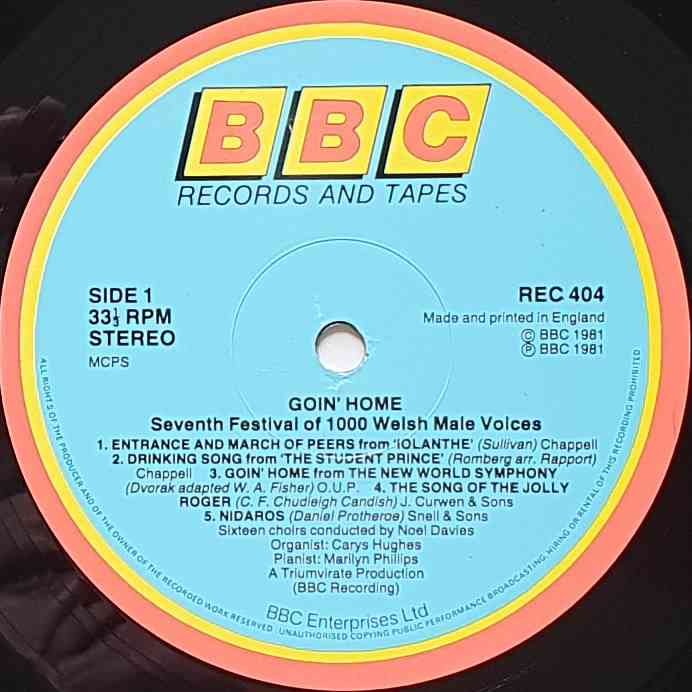 BBC
RECORDS AND TAPES
SIDE 1
33⅓ RPM
STEREO
MCPS
REC 404
Made and printed in England
© BBC 1981
℗ BBC 1981
GOIN' HOME
Seventh Festival of 1000 Welsh Male Voices
1. ENTRANCE AND MARCH OF PEERS from 'IOLANTHE' (Sullivan) Chappell
2. DRINKING SONG from 'THE STUDENT PRINCE' (Romberg arr. Rapport)
Chappell 3. GOIN' HOME from THE NEW WORLD SYMPHONY
(Dvorak adapted W. A. Fisher) O.U.P. 4. THE SONG OF THE JOLLY
ROGER (C. F. Chudleigh Candish) J. Curwen & Sons
5. NIDAROS (Daniel Protheroe) Snell & Sons
Sixteen choirs conducted by Noel Davies
Organist: Carys Hughes
Pianist: Marilyn Phillips
A Triumvirate Production
(BBC Recording)
BBC Enterprises Ltd
ALL RIGHTS OF THE PRODUCER AND OF THE OWNER OF THE RECORDED WORK RESERVED. UNAUTHORISED COPYING PUBLIC PERFORMANCE BROADCASTING, HIRING OR RENTAL OF THIS RECORDING PROHIBITED